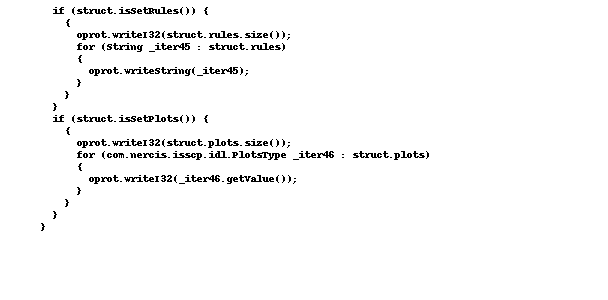 if (struct.isSetRules()) {
{
oprot.writeI32(struct.rules.size());
for (String _iter45 : struct.rules)
{
oprot.writeString(_iter45);
}
}
}
if (struct.isSetPlots()) {
{
oprot.writeI32(struct.plots.size());
for (com.nercis.isscp.idl.PlotsType _iter46 : struct.plots)
{
oprot.writeI32(_iter46.getValue());
}
}
}
}